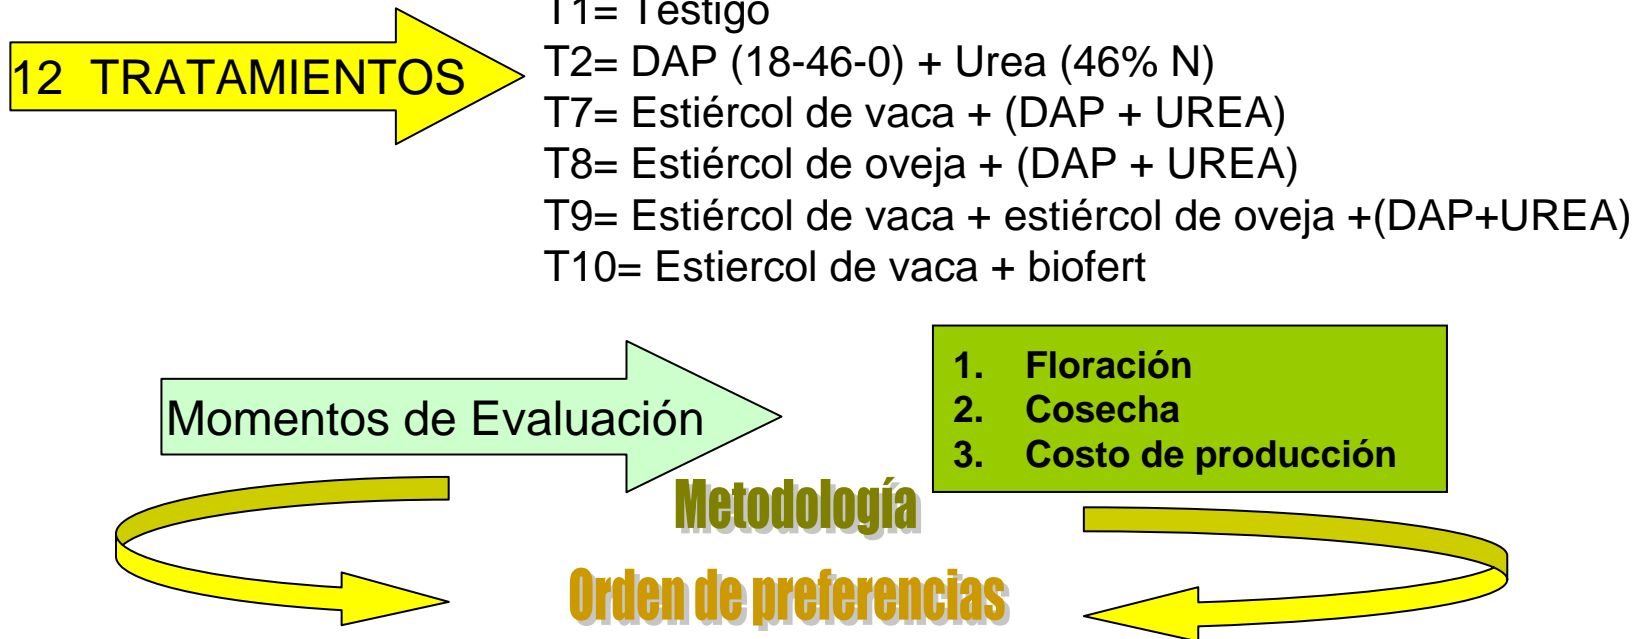 T1= Testigo
12 TRATAMIENTOS
T2= DAP (18-46-0) + Urea (46% N)
T7= Estiércol de vaca + (DAP + UREA)
T8= Estiércol de oveja + (DAP + UREA)
T9= Estiércol de vaca + estiércol de oveja +(DAP+UREA)
T10= Estiercol de vaca + biofert
Momentos de Evaluación
1. Floración
2. Cosecha
3. Costo de producción
Metodología
Orden de preferencias